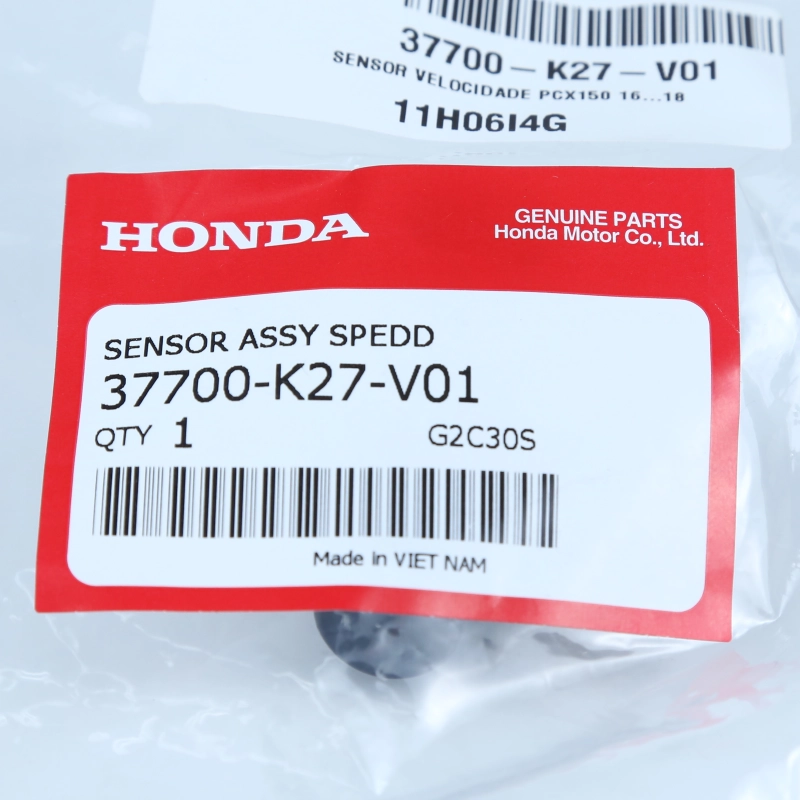 37700-K27-V01
SENSOR VELOCIDADE PCX150 16...18
11H06I4G
HONDA
GENUINE PARTS
Honda Motor Co., Ltd.
SENSOR ASSY SPEDD
37700-K27-V01
QTY 1 G2C30S
Made in VIET NAM